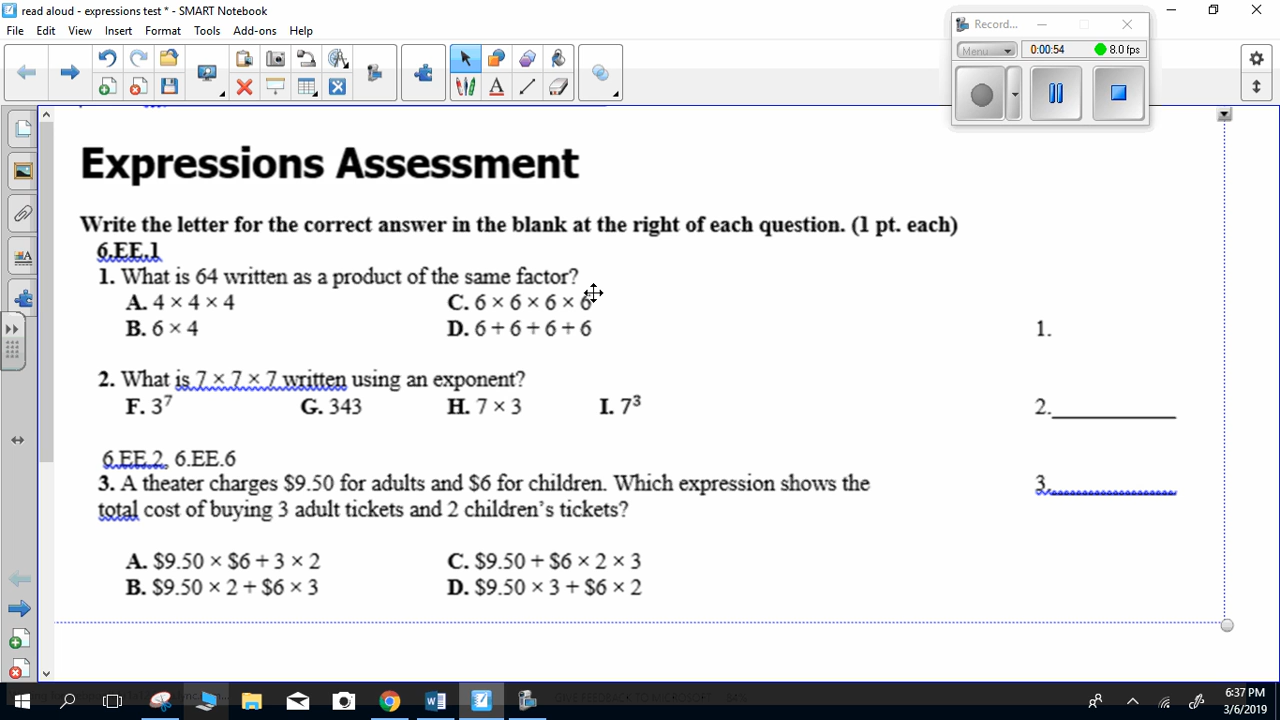 read aloud - expressions test * - SMART Notebook
File Edit View Insert Format Tools Add-ons Help
Record...
Menu 0:00:54 8.0 fps
Expressions Assessment
Write the letter for the correct answer in the blank at the right of each question. (1 pt. each)
6.EE.1
1. What is 64 written as a product of the same factor?
A. 4 × 4 × 4 C. 6 × 6 × 6 × 6
B. 6 × 4 D. 6 + 6 + 6 + 6 1.
2. What is 7 × 7 × 7 written using an exponent?
F. 3⁷ G. 343 H. 7 × 3 I. 7³ 2.
6.EE.2, 6.EE.6
3. A theater charges $9.50 for adults and $6 for children. Which expression shows the 3.
total cost of buying 3 adult tickets and 2 children's tickets?
A. $9.50 × $6 + 3 × 2 C. $9.50 + $6 × 2 × 3
B. $9.50 × 2 + $6 × 3 D. $9.50 × 3 + $6 × 2
GIVE FEEDBACK TO MICROSOFT 84%
6:37 PM
3/6/2019